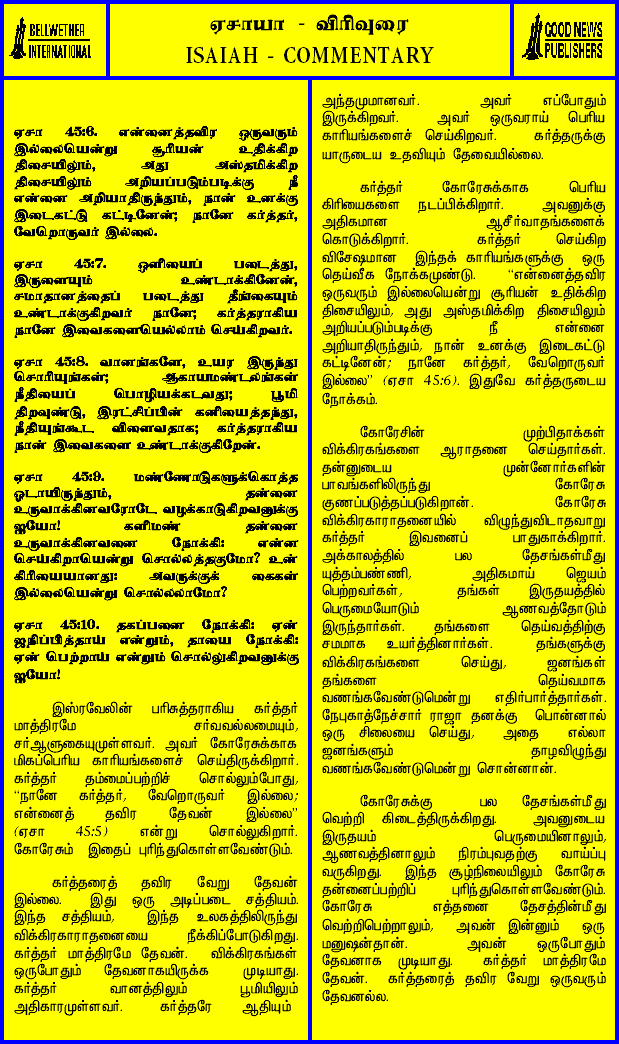 BELLWETHER
INTERNATIONAL
ஏசாயா - விரிவுரை
ISAIAH - COMMENTARY
GOOD NEWS
PUBLISHERS
ஏசா 45:6. என்னைத்தவிர ஒருவரும்
இல்லையென்று சூரியன் உதிக்கிற
திசையிலும், அது அஸ்தமிக்கிற
திசையிலும் அறியப்படும்படிக்கு நீ
என்னை அறியாதிருந்தும், நான் உனக்கு
இடைகட்டு கட்டினேன்; நானே கர்த்தர்,
வேறொருவர் இல்லை.
ஏசா 45:7. ஒளியைப் படைத்து,
இருளையும் உண்டாக்கினேன்,
சமாதானத்தைப் படைத்து தீங்கையும்
உண்டாக்குகிறவர் நானே; கர்த்தராகிய
நானே இவைகளையெல்லாம் செய்கிறவர்.
ஏசா 45:8. வானங்களே, உயர இருந்து
சொரியுங்கள்; ஆகாயமண்டலங்கள்
நீதியைப் பொழியக்கடவது; பூமி
திறவுண்டு, இரட்சிப்பின் கனியைத்தந்து,
நீதியுங்கூட விளைவதாக; கர்த்தராகிய
நான் இவைகளை உண்டாக்குகிறேன்.
ஏசா 45:9. மண்ணோடுகளுக்கொத்த
ஓடாயிருந்தும், தன்னை
உருவாக்கினவரோடே வழக்காடுகிறவனுக்கு
ஐயோ! களிமண் தன்னை
உருவாக்கினவனை நோக்கி: என்ன
செய்கிறாயென்று சொல்லத்தகுமோ? உன்
கிரியையானது: அவருக்குக் கைகள்
இல்லையென்று சொல்லலாமோ?
ஏசா 45:10. தகப்பனை நோக்கி: ஏன்
ஜநிப்பித்தாய் என்றும், தாயை நோக்கி:
ஏன் பெற்றாய் என்றும் சொல்லுகிறவனுக்கு
ஐயோ!
இஸ்ரவேலின் பரிசுத்தராகிய கர்த்தர்
மாத்திரமே சர்வவல்லமையும்,
சர்ஆளுகையுமுள்ளவர். அவர் கோரேசுக்காக
மிகப்பெரிய காரியங்களைச் செய்திருக்கிறார்.
கர்த்தர் தம்மைப்பற்றிச் சொல்லும்போது,
"நானே கர்த்தர், வேறொருவர் இல்லை;
என்னைத் தவிர தேவன் இல்லை"
(ஏசா 45:5) என்று சொல்லுகிறார்.
கோரேசும் இதைப் புரிந்துகொள்ளவேண்டும்.
கர்த்தரைத் தவிர வேறு தேவன்
இல்லை. இது ஒரு அடிப்படை சத்தியம்.
இந்த சத்தியம், இந்த உலகத்திலிருந்து
விக்கிரகாராதனையை நீக்கிப்போடுகிறது.
கர்த்தர் மாத்திரமே தேவன். விக்கிரகங்கள்
ஒருபோதும் தேவனாகயிருக்க முடியாது.
கர்த்தர் வானத்திலும் பூமியிலும்
அதிகாரமுள்ளவர். கர்த்தரே ஆதியும்
அந்தமுமானவர். அவர் எப்போதும்
இருக்கிறவர். அவர் ஒருவராய் பெரிய
காரியங்களைச் செய்கிறவர். கர்த்தருக்கு
யாருடைய உதவியும் தேவையில்லை.
கர்த்தர் கோரேசுக்காக பெரிய
கிரியைகளை நடப்பிக்கிறார். அவனுக்கு
அதிகமான ஆசீர்வாதங்களைக்
கொடுக்கிறார். கர்த்தர் செய்கிற
விசேஷமான இந்தக் காரியங்களுக்கு ஒரு
தெய்வீக நோக்கமுண்டு. "என்னைத்தவிர
ஒருவரும் இல்லையென்று சூரியன் உதிக்கிற
திசையிலும், அது அஸ்தமிக்கிற திசையிலும்
அறியப்படும்படிக்கு நீ என்னை
அறியாதிருந்தும், நான் உனக்கு இடைகட்டு
கட்டினேன்; நானே கர்த்தர், வேறொருவர்
இல்லை" (ஏசா 45:6). இதுவே கர்த்தருடைய
நோக்கம்.
கோரேசின் முற்பிதாக்கள்
விக்கிரகங்களை ஆராதனை செய்தார்கள்.
தன்னுடைய முன்னோர்களின்
பாவங்களிலிருந்து கோரேசு
குணப்படுத்தப்படுகிறான். கோரேசு
விக்கிரகாராதனையில் விழுந்துவிடாதவாறு
கர்த்தர் இவனைப் பாதுகாக்கிறார்.
அக்காலத்தில் பல தேசங்கள்மீது
யுத்தம்பண்ணி, அதிகமாய் ஜெயம்
பெற்றவர்கள், தங்கள் இருதயத்தில்
பெருமையோடும் ஆணவத்தோடும்
இருந்தார்கள். தங்களை தெய்வத்திற்கு
சமமாக உயர்த்தினார்கள். தங்களுக்கு
விக்கிரகங்களை செய்து, ஜனங்கள்
தங்களை தெய்வமாக
வணங்கவேண்டுமென்று எதிர்பார்த்தார்கள்.
நேபுகாத்நேச்சார் ராஜா தனக்கு பொன்னால்
ஒரு சிலையை செய்து, அதை எல்லா
ஜனங்களும் தாழவிழுந்து
வணங்கவேண்டுமென்று சொன்னான்.
கோரேசுக்கு பல தேசங்கள்மீது
வெற்றி கிடைத்திருக்கிறது. அவனுடைய
இருதயம் பெருமையினாலும்,
ஆணவத்தினாலும் நிரம்புவதற்கு வாய்ப்பு
வருகிறது. இந்த சூழ்நிலையிலும் கோரேசு
தன்னைப்பற்றிப் புரிந்துகொள்ளவேண்டும்.
கோரேசு எத்தனை தேசத்தின்மீது
வெற்றிபெற்றாலும், அவன் இன்னும் ஒரு
மனுஷன்தான். அவன் ஒருபோதும்
தேவனாக முடியாது. கர்த்தர் மாத்திரமே
தேவன். கர்த்தரைத் தவிர வேறு ஒருவரும்
தேவனல்ல.